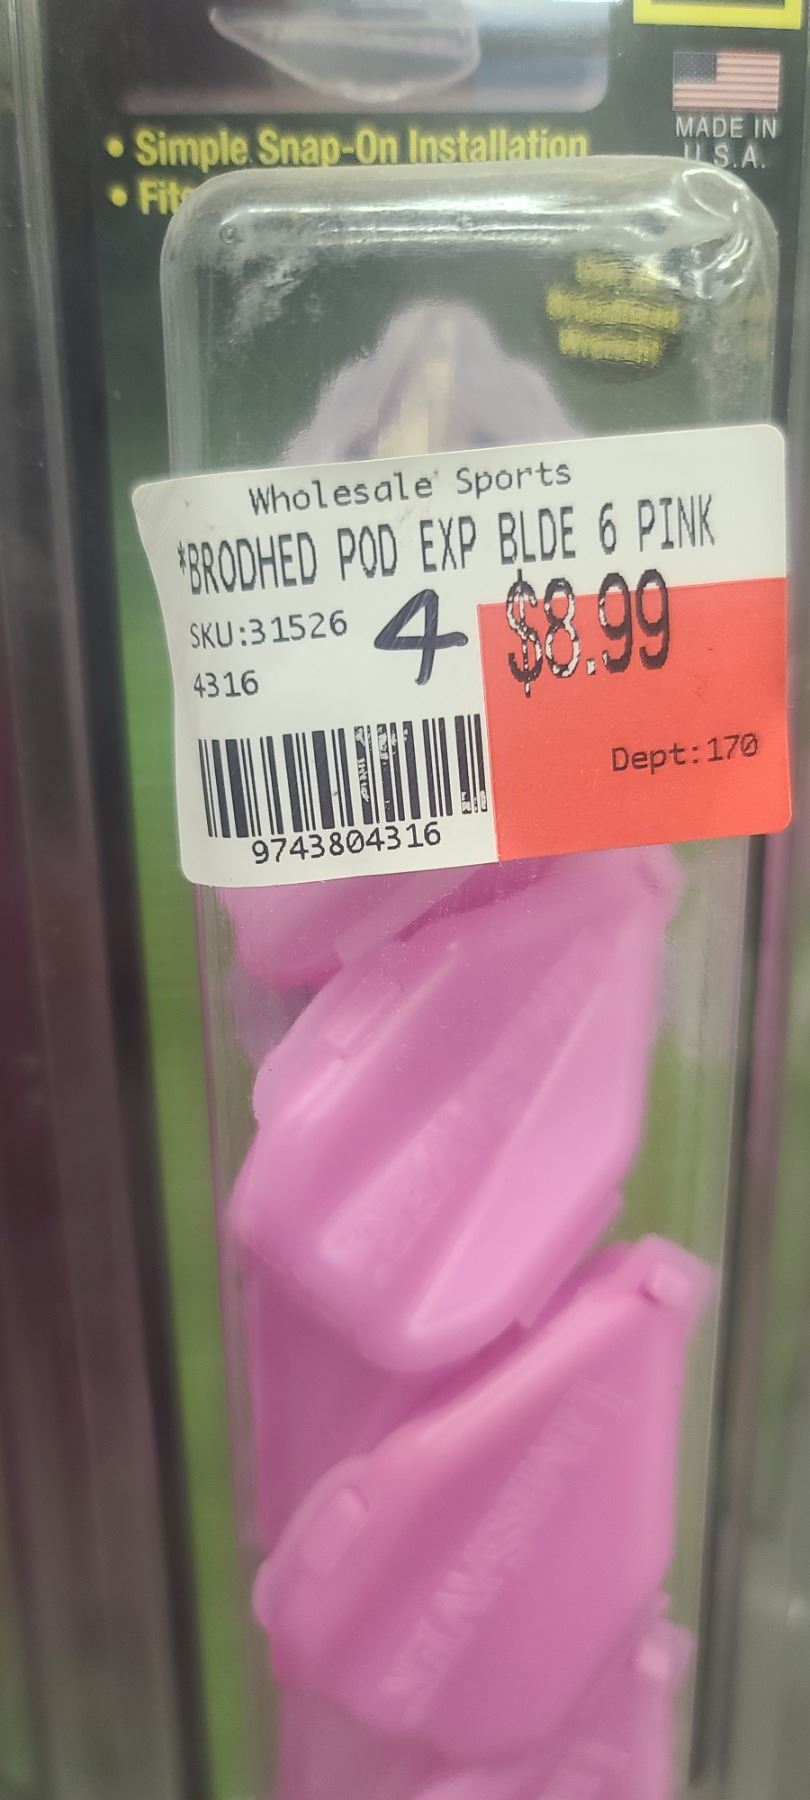 • Simple Snap-On Installation
• Fits
MADE IN
U.S.A.
Wholesale Sports
*BRODHED POD EXP BLDE 6 PINK
SKU:31526
4316
4
$8.99
Dept:170
9743804316